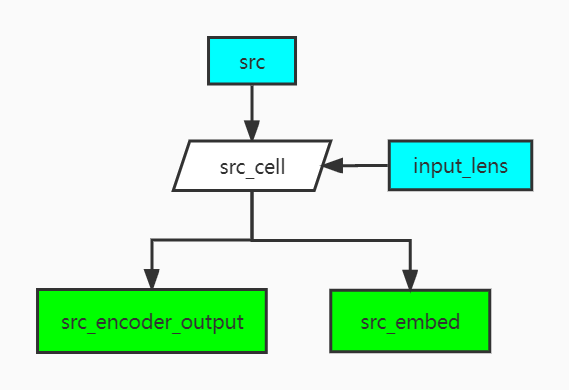 src
src_cell
input_lens
src_encoder_output
src_embed